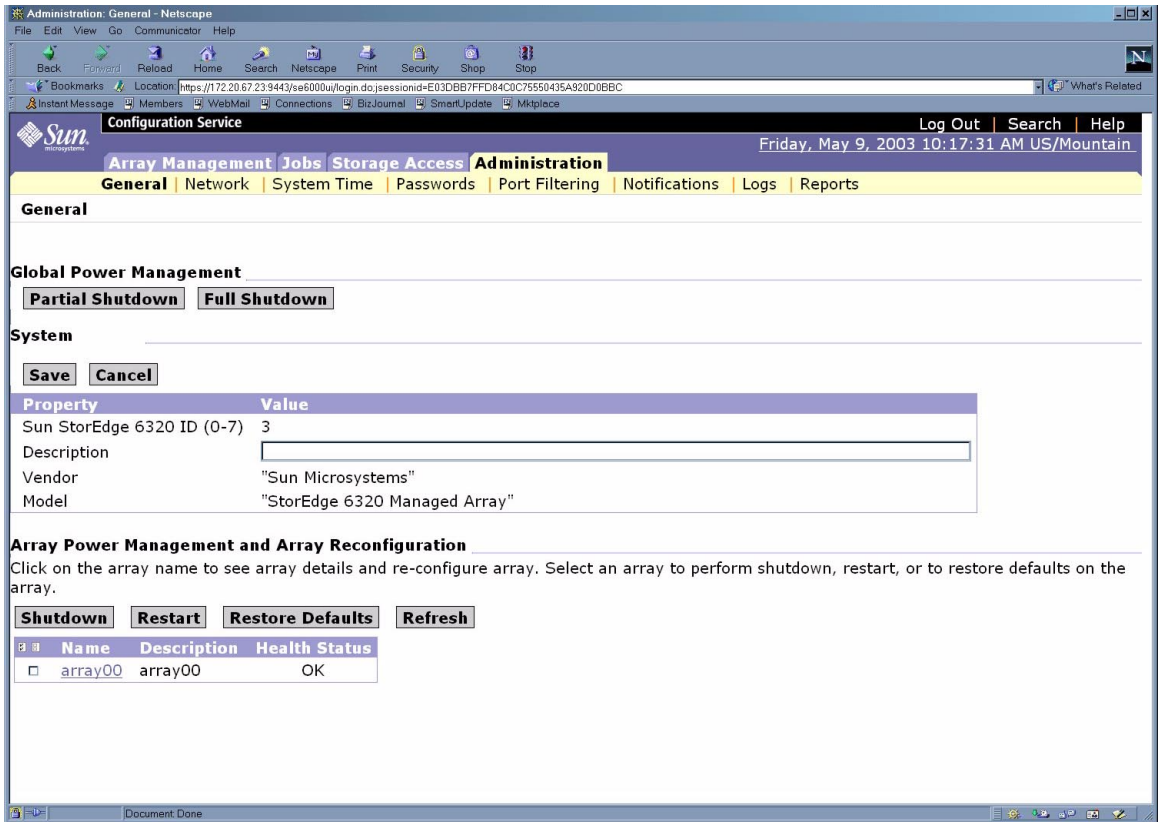 Administration: General - Netscape
File Edit View Go Communicator Help
Back Forward Reload Home Search Netscape Print Security Shop Stop
Bookmarks Location: https://172.20.67.23:9443/se6000ui/login.do;jsessionid=E03DBB7FFD84C0C75550435A920D0BBC What's Related
Instant Message Members WebMail Connections BizJournal SmartUpdate Mktplace
Sun microsystems
Configuration Service Log Out | Search | Help
Friday, May 9, 2003 10:17:31 AM US/Mountain
Array Management Jobs Storage Access Administration
General | Network | System Time | Passwords | Port Filtering | Notifications | Logs | Reports
General
Global Power Management
Partial Shutdown Full Shutdown
System
Save Cancel
Property Value
Sun StorEdge 6320 ID (0-7) 3
Description
Vendor "Sun Microsystems"
Model "StorEdge 6320 Managed Array"
Array Power Management and Array Reconfiguration
Click on the array name to see array details and re-configure array. Select an array to perform shutdown, restart, or to restore defaults on the
array.
Shutdown Restart Restore Defaults Refresh
Name Description Health Status
array00 array00 OK
Document: Done